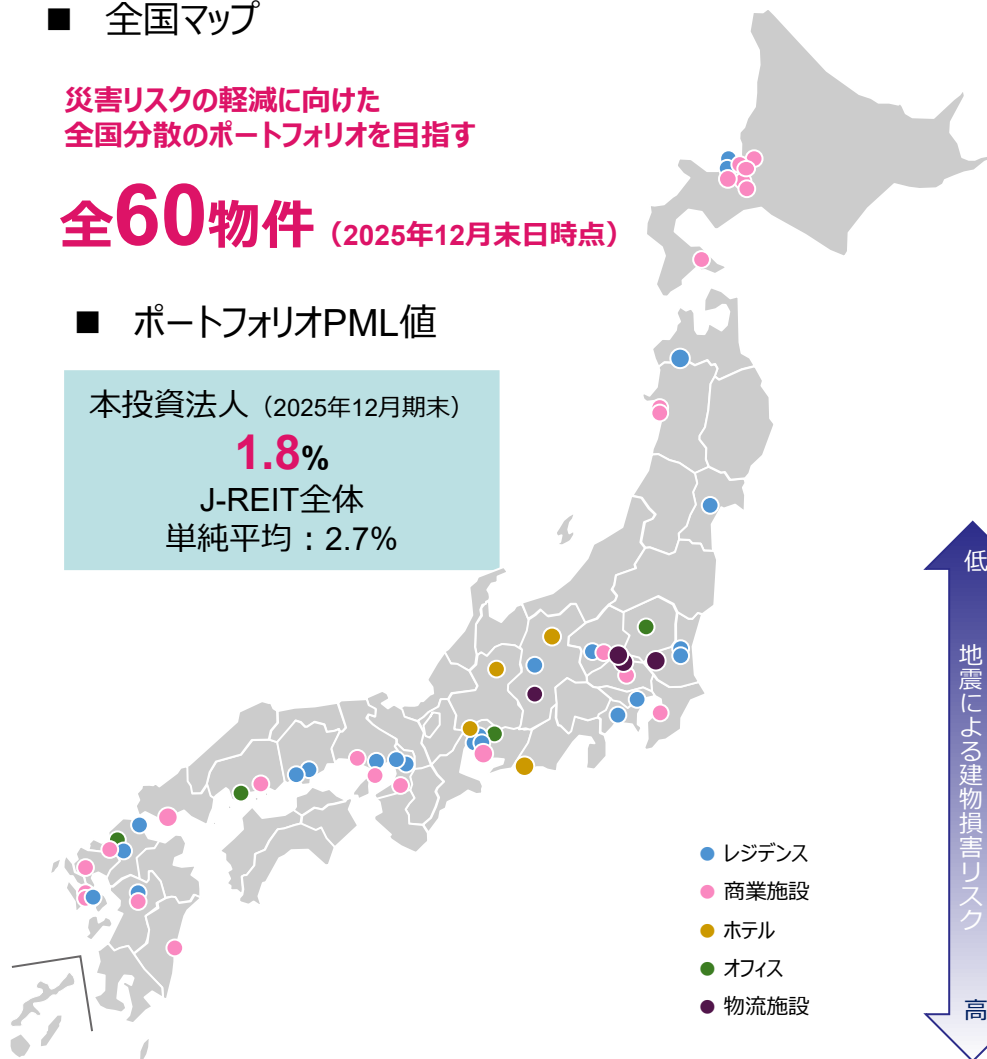 ■ 全国マップ
災害リスクの軽減に向けた
全国分散のポートフォリオを目指す
全60物件（2025年12月末日時点）
■ ポートフォリオPML値
本投資法人（2025年12月期末）
1.8%
J-REIT全体
単純平均：2.7%
レジデンス
商業施設
ホテル
オフィス
物流施設
低
地震による建物損害リスク
高